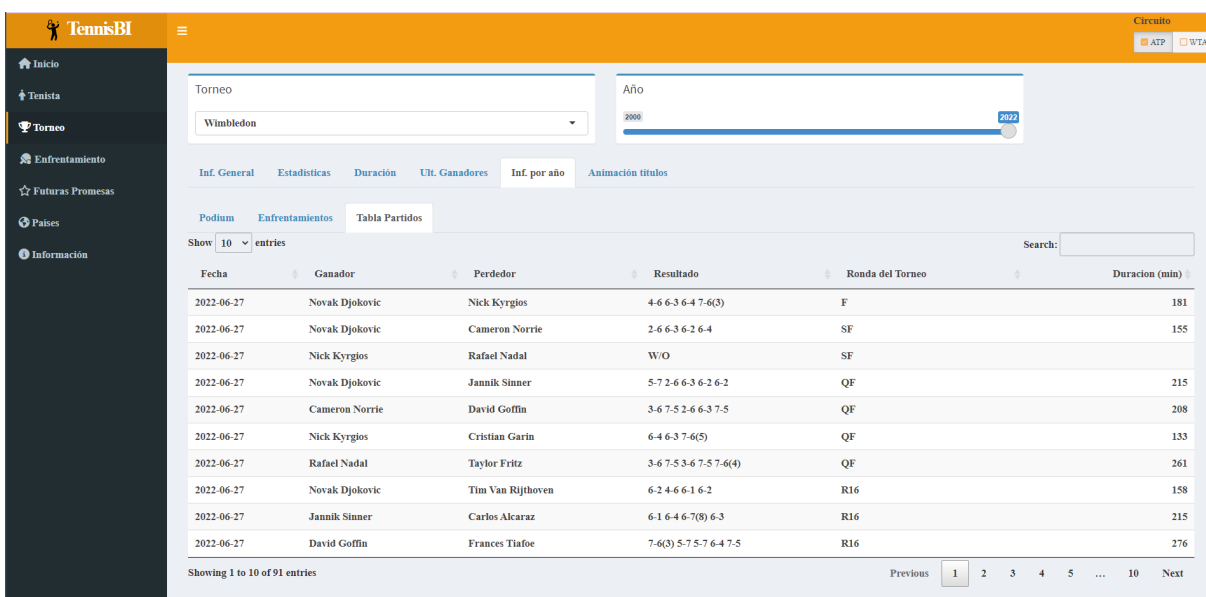 TennisBI
Circuito
ATP WTA
Inicio
Tenista
Torneo
Enfrentamiento
Futuras Promesas
Países
Información
Torneo
Wimbledon
Año
2000 2022
Inf. General Estadísticas Duración Ult. Ganadores Inf. por año Animación títulos
Podium Enfrentamientos Tabla Partidos
Show 10 entries
Search:
Fecha Ganador Perdedor Resultado Ronda del Torneo Duracion (min)
2022-06-27 Novak Djokovic Nick Kyrgios 4-6 6-3 6-4 7-6(3) F 181
2022-06-27 Novak Djokovic Cameron Norrie 2-6 6-3 6-2 6-4 SF 155
2022-06-27 Nick Kyrgios Rafael Nadal W/O SF
2022-06-27 Novak Djokovic Jannik Sinner 5-7 2-6 6-3 6-2 6-2 QF 215
2022-06-27 Cameron Norrie David Goffin 3-6 7-5 2-6 6-3 7-5 QF 208
2022-06-27 Nick Kyrgios Cristian Garin 6-4 6-3 7-6(5) QF 133
2022-06-27 Rafael Nadal Taylor Fritz 3-6 7-5 3-6 7-5 7-6(4) QF 261
2022-06-27 Novak Djokovic Tim Van Rijthoven 6-2 4-6 6-1 6-2 R16 158
2022-06-27 Jannik Sinner Carlos Alcaraz 6-1 6-4 6-7(8) 6-3 R16 215
2022-06-27 David Goffin Frances Tiafoe 7-6(3) 5-7 5-7 6-4 7-5 R16 276
Showing 1 to 10 of 91 entries
Previous 1 2 3 4 5 … 10 Next